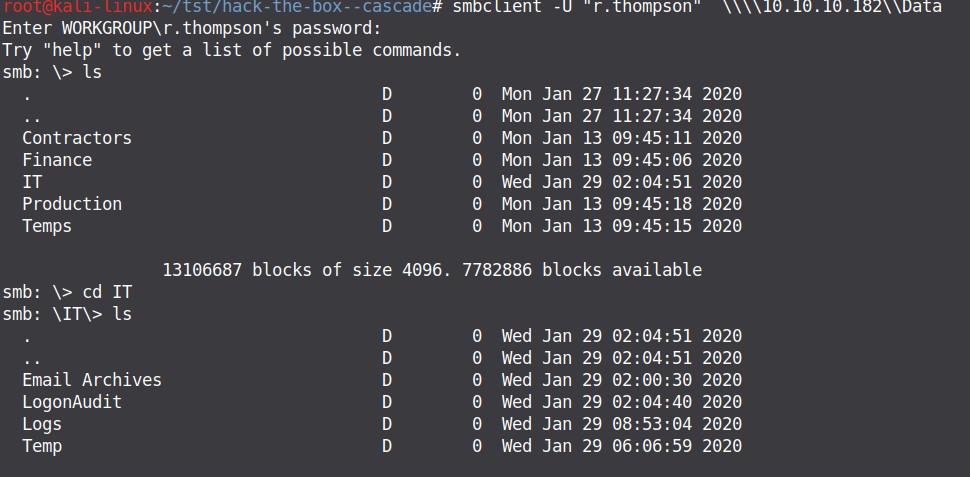 root@kali-linux:~/tst/hack-the-box--cascade# smbclient -U "r.thompson"  \\\\10.10.10.182\\Data
Enter WORKGROUP\r.thompson's password:
Try "help" to get a list of possible commands.
smb: \> ls
  .                                   D        0  Mon Jan 27 11:27:34 2020
  ..                                  D        0  Mon Jan 27 11:27:34 2020
  Contractors                         D        0  Mon Jan 13 09:45:11 2020
  Finance                             D        0  Mon Jan 13 09:45:06 2020
  IT                                  D        0  Wed Jan 29 02:04:51 2020
  Production                          D        0  Mon Jan 13 09:45:18 2020
  Temps                               D        0  Mon Jan 13 09:45:15 2020
                13106687 blocks of size 4096. 7782886 blocks available
smb: \> cd IT
smb: \IT\> ls
  .                                   D        0  Wed Jan 29 02:04:51 2020
  ..                                  D        0  Wed Jan 29 02:04:51 2020
  Email Archives                      D        0  Wed Jan 29 02:00:30 2020
  LogonAudit                          D        0  Wed Jan 29 02:04:40 2020
  Logs                                D        0  Wed Jan 29 08:53:04 2020
  Temp                                D        0  Wed Jan 29 06:06:59 2020